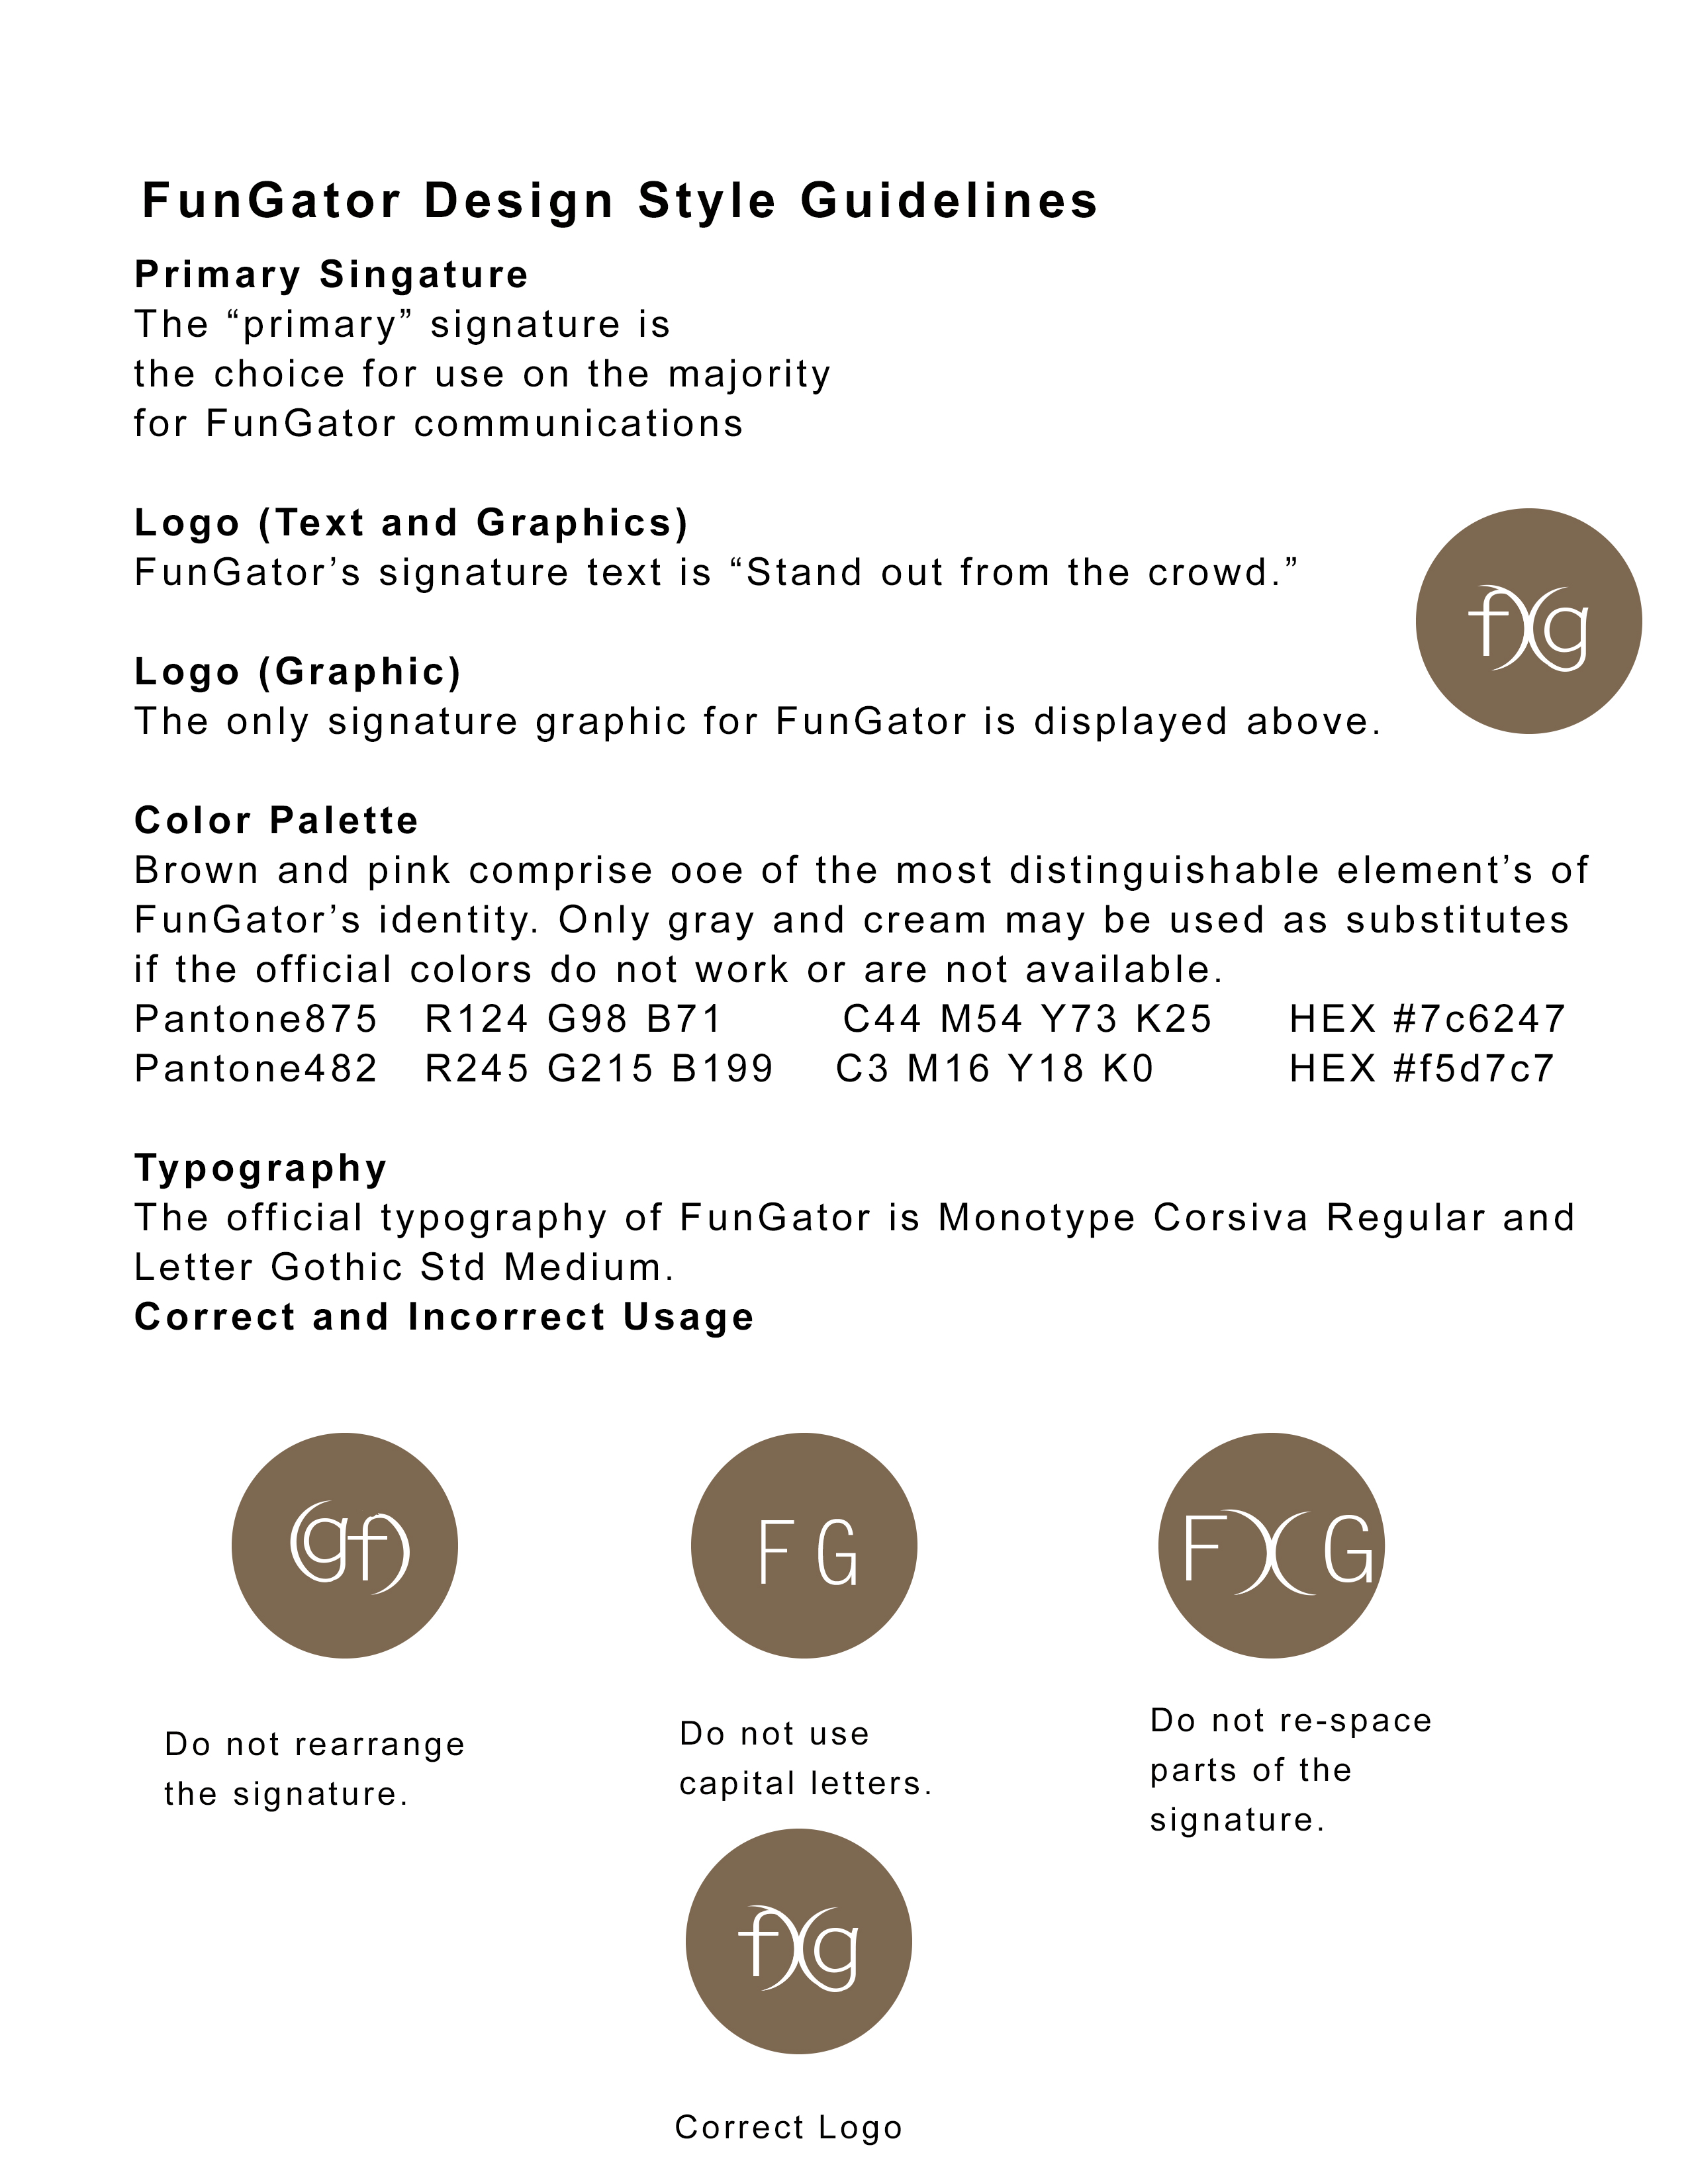 FunGator Design Style Guidelines
Primary Singature
The “primary” signature is
the choice for use on the majority
for FunGator communications
Logo (Text and Graphics)
FunGator’s signature text is “Stand out from the crowd.”
fg
Logo (Graphic)
The only signature graphic for FunGator is displayed above.
Color Palette
Brown and pink comprise ooe of the most distinguishable element’s of
FunGator’s identity. Only gray and cream may be used as substitutes
if the official colors do not work or are not available.
Pantone875 R124 G98 B71 C44 M54 Y73 K25 HEX #7c6247
Pantone482 R245 G215 B199 C3 M16 Y18 K0 HEX #f5d7c7
Typography
The official typography of FunGator is Monotype Corsiva Regular and
Letter Gothic Std Medium.
Correct and Incorrect Usage
gf
F G
F G
Do not rearrange
the signature.
Do not use
capital letters.
Do not re-space
parts of the
signature.
fg
Correct Logo